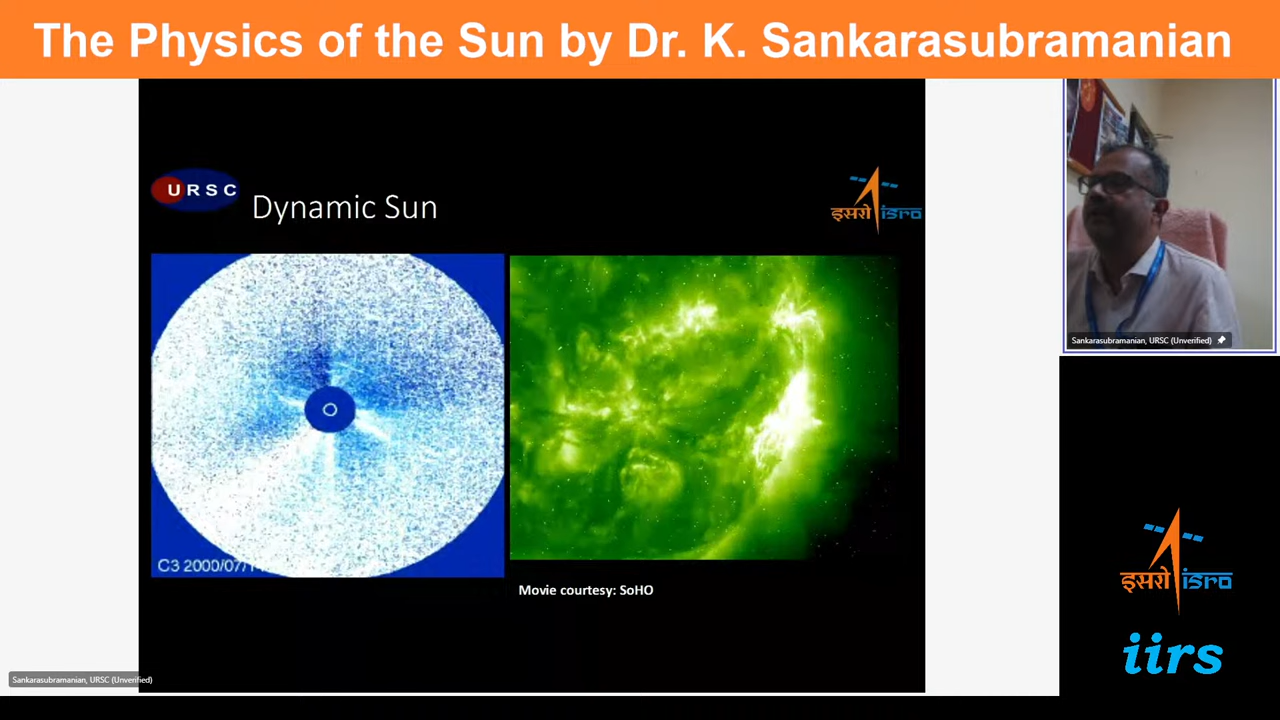 The Physics of the Sun by Dr. K. Sankarasubramanian
URSC
Dynamic Sun
इसरो isro
C3 2000/07/1
Movie courtesy: SoHO
Sankarasubramanian, URSC (Unverified)
इसरो isro
iirs
Sankarasubramanian, URSC (Unverified)